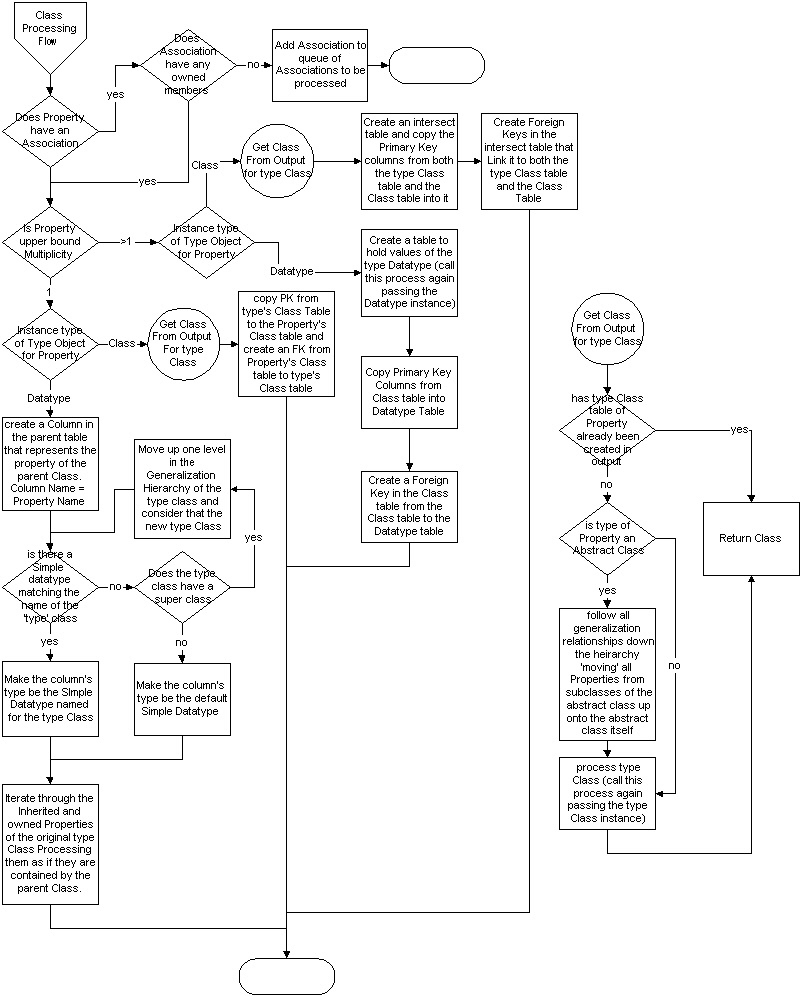 Class
Processing
Flow
Does
Association
have any
owned
members
no
Add Association to
queue of
Associations to be
processed
yes
Does Property
have an
Association
yes
Class
Get Class
From Output
for type Class
Create an intersect
table and copy the
Primary Key
columns from both
the type Class
table and the
Class table into it
Create Foreign
Keys in the
intersect table that
Link it to both the
type Class table
and the Class
Table
Is Property
upper bound
Multiplicity
>1
Instance type
of Type Object
for Property
Datatype
Create a table to
hold values of the
type Datatype (call
this process again
passing the
Datatype instance)
1
Instance type
of Type Object
for Property
Class
Get Class
From Output
For type
Class
copy PK from
type's Class Table
to the Property's
Class table and
create an FK from
Property's Class
table to type's
Class table
Copy Primary Key
Columns from
Class table into
Datatype Table
Datatype
create a Column in
the parent table
that represents the
property of the
parent Class.
Column Name =
Property Name
Move up one level
in the
Generalization
Hierarchy of the
type class and
consider that the
new type Class
Create a Foreign
Key in the Class
table from the
Class table to the
Datatype table
yes
is there a
Simple
datatype
matching the
name of the
'type' class
no
Does the type
class have a
super class
yes
no
Make the column's
type be the SImple
Datatype named
for the type Class
Make the column's
type be the default
Simple Datatype
Iterate through the
Inherited and
owned Properties
of the original type
Class Processing
them as if they are
contained by the
parent Class.
Get Class
From Output
for type Class
has type Class
table of
Property
already been
created in
output
yes
no
is type of
Property an
Abstract Class
Return Class
yes
no
follow all
generalization
relationships down
the heirarchy
'moving' all
Properties from
subclasses of the
abstract class up
onto the abstract
class itself
process type
Class (call this
process again
passing the type
Class instance)